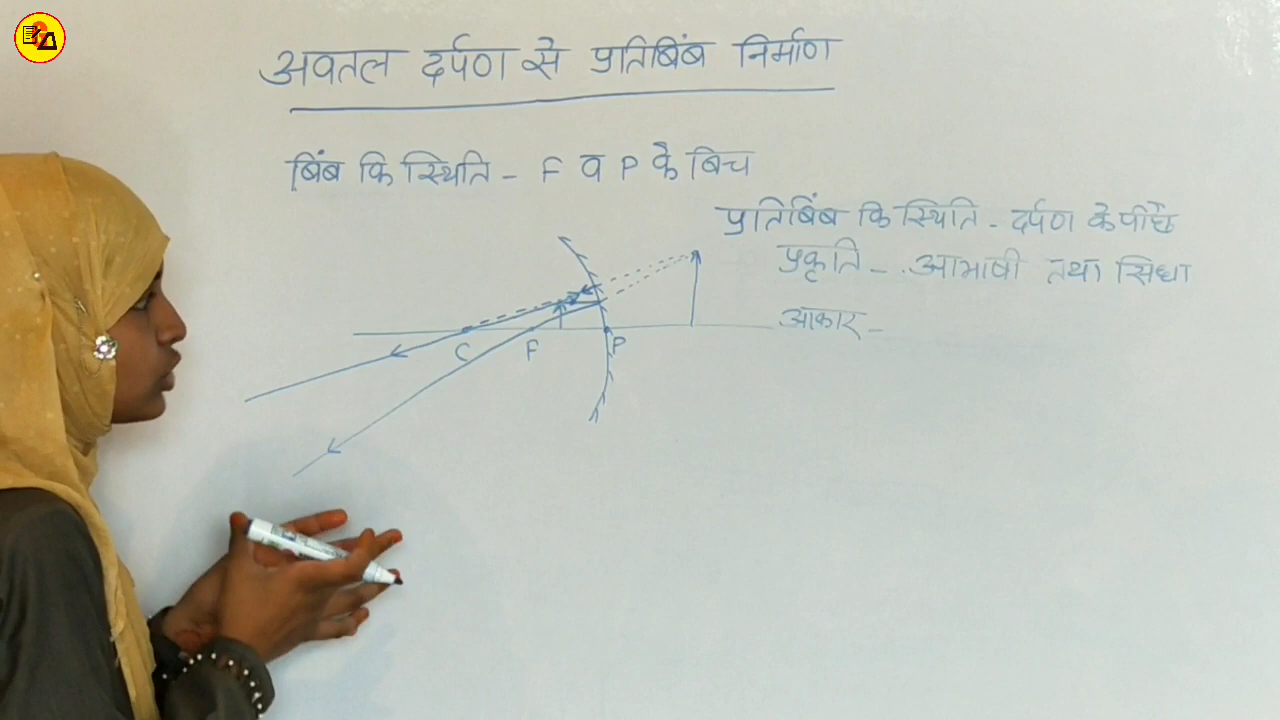 अवतल दर्पण से प्रतिबिंब निर्माण
बिंब कि स्थिति - F व P के बिच
प्रतिबिंब कि स्थिति - दर्पण के पीछे
प्रकृति - आभाषी तथा सिधा
आकार -
C F P